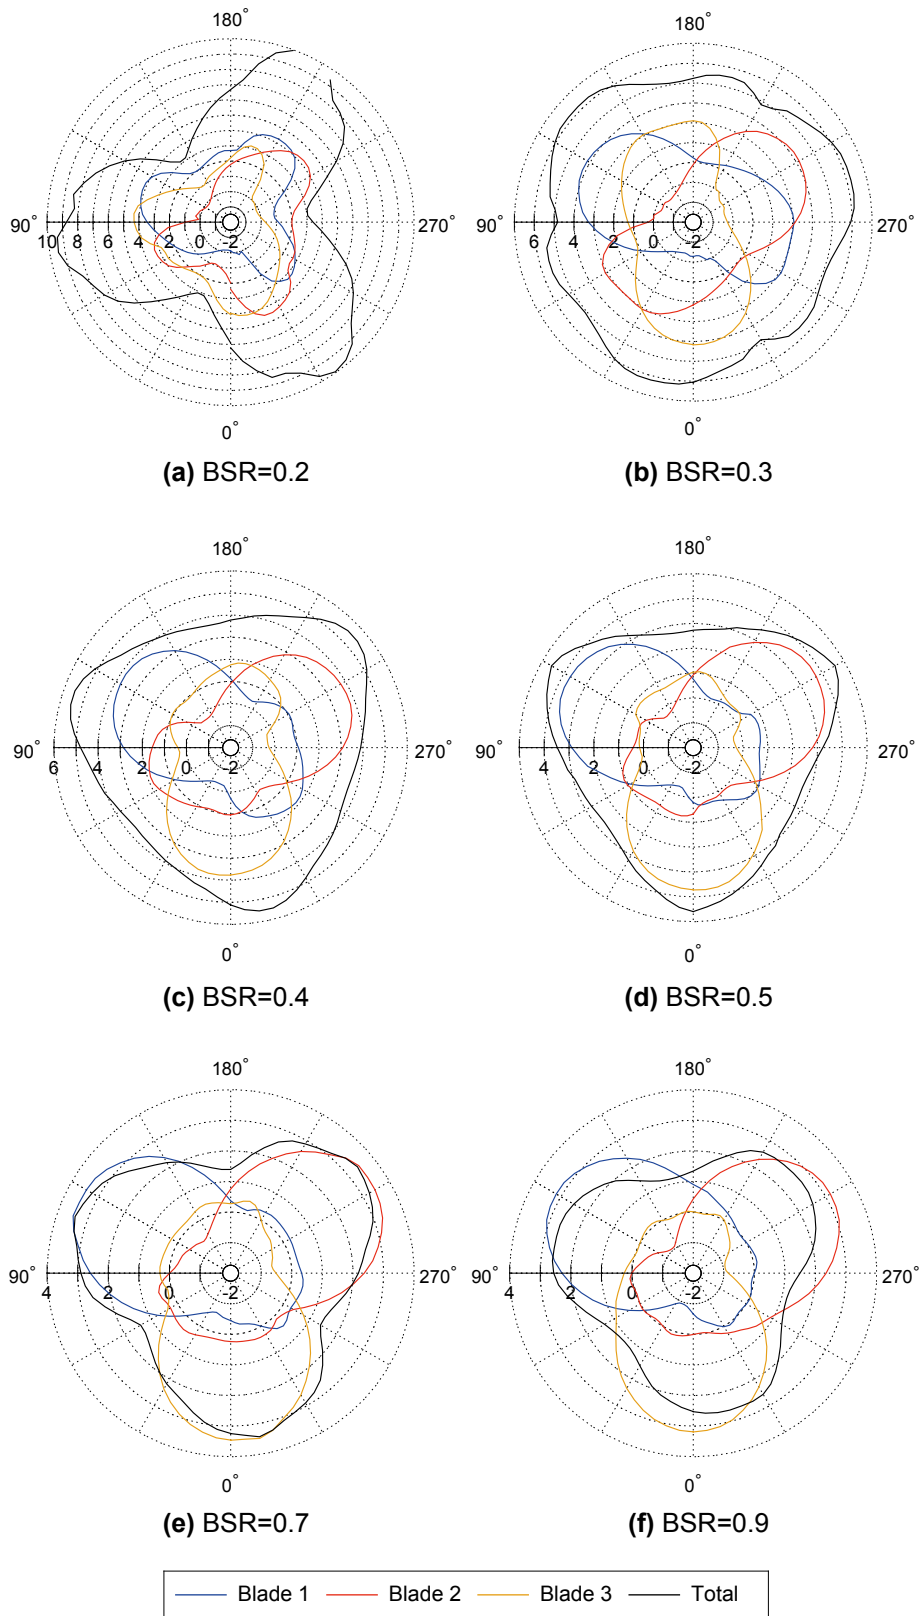 180° 180°
90° 270° 90° 270°
10 8 6 4 2 0 -2 6 4 2 0 -2
0° 0°
(a) BSR=0.2 (b) BSR=0.3
180° 180°
90° 270° 90° 270°
6 4 2 0 -2 4 2 0 -2
0° 0°
(c) BSR=0.4 (d) BSR=0.5
180° 180°
90° 270° 90° 270°
4 2 0 -2 4 2 0 -2
0° 0°
(e) BSR=0.7 (f) BSR=0.9
Blade 1 Blade 2 Blade 3 Total